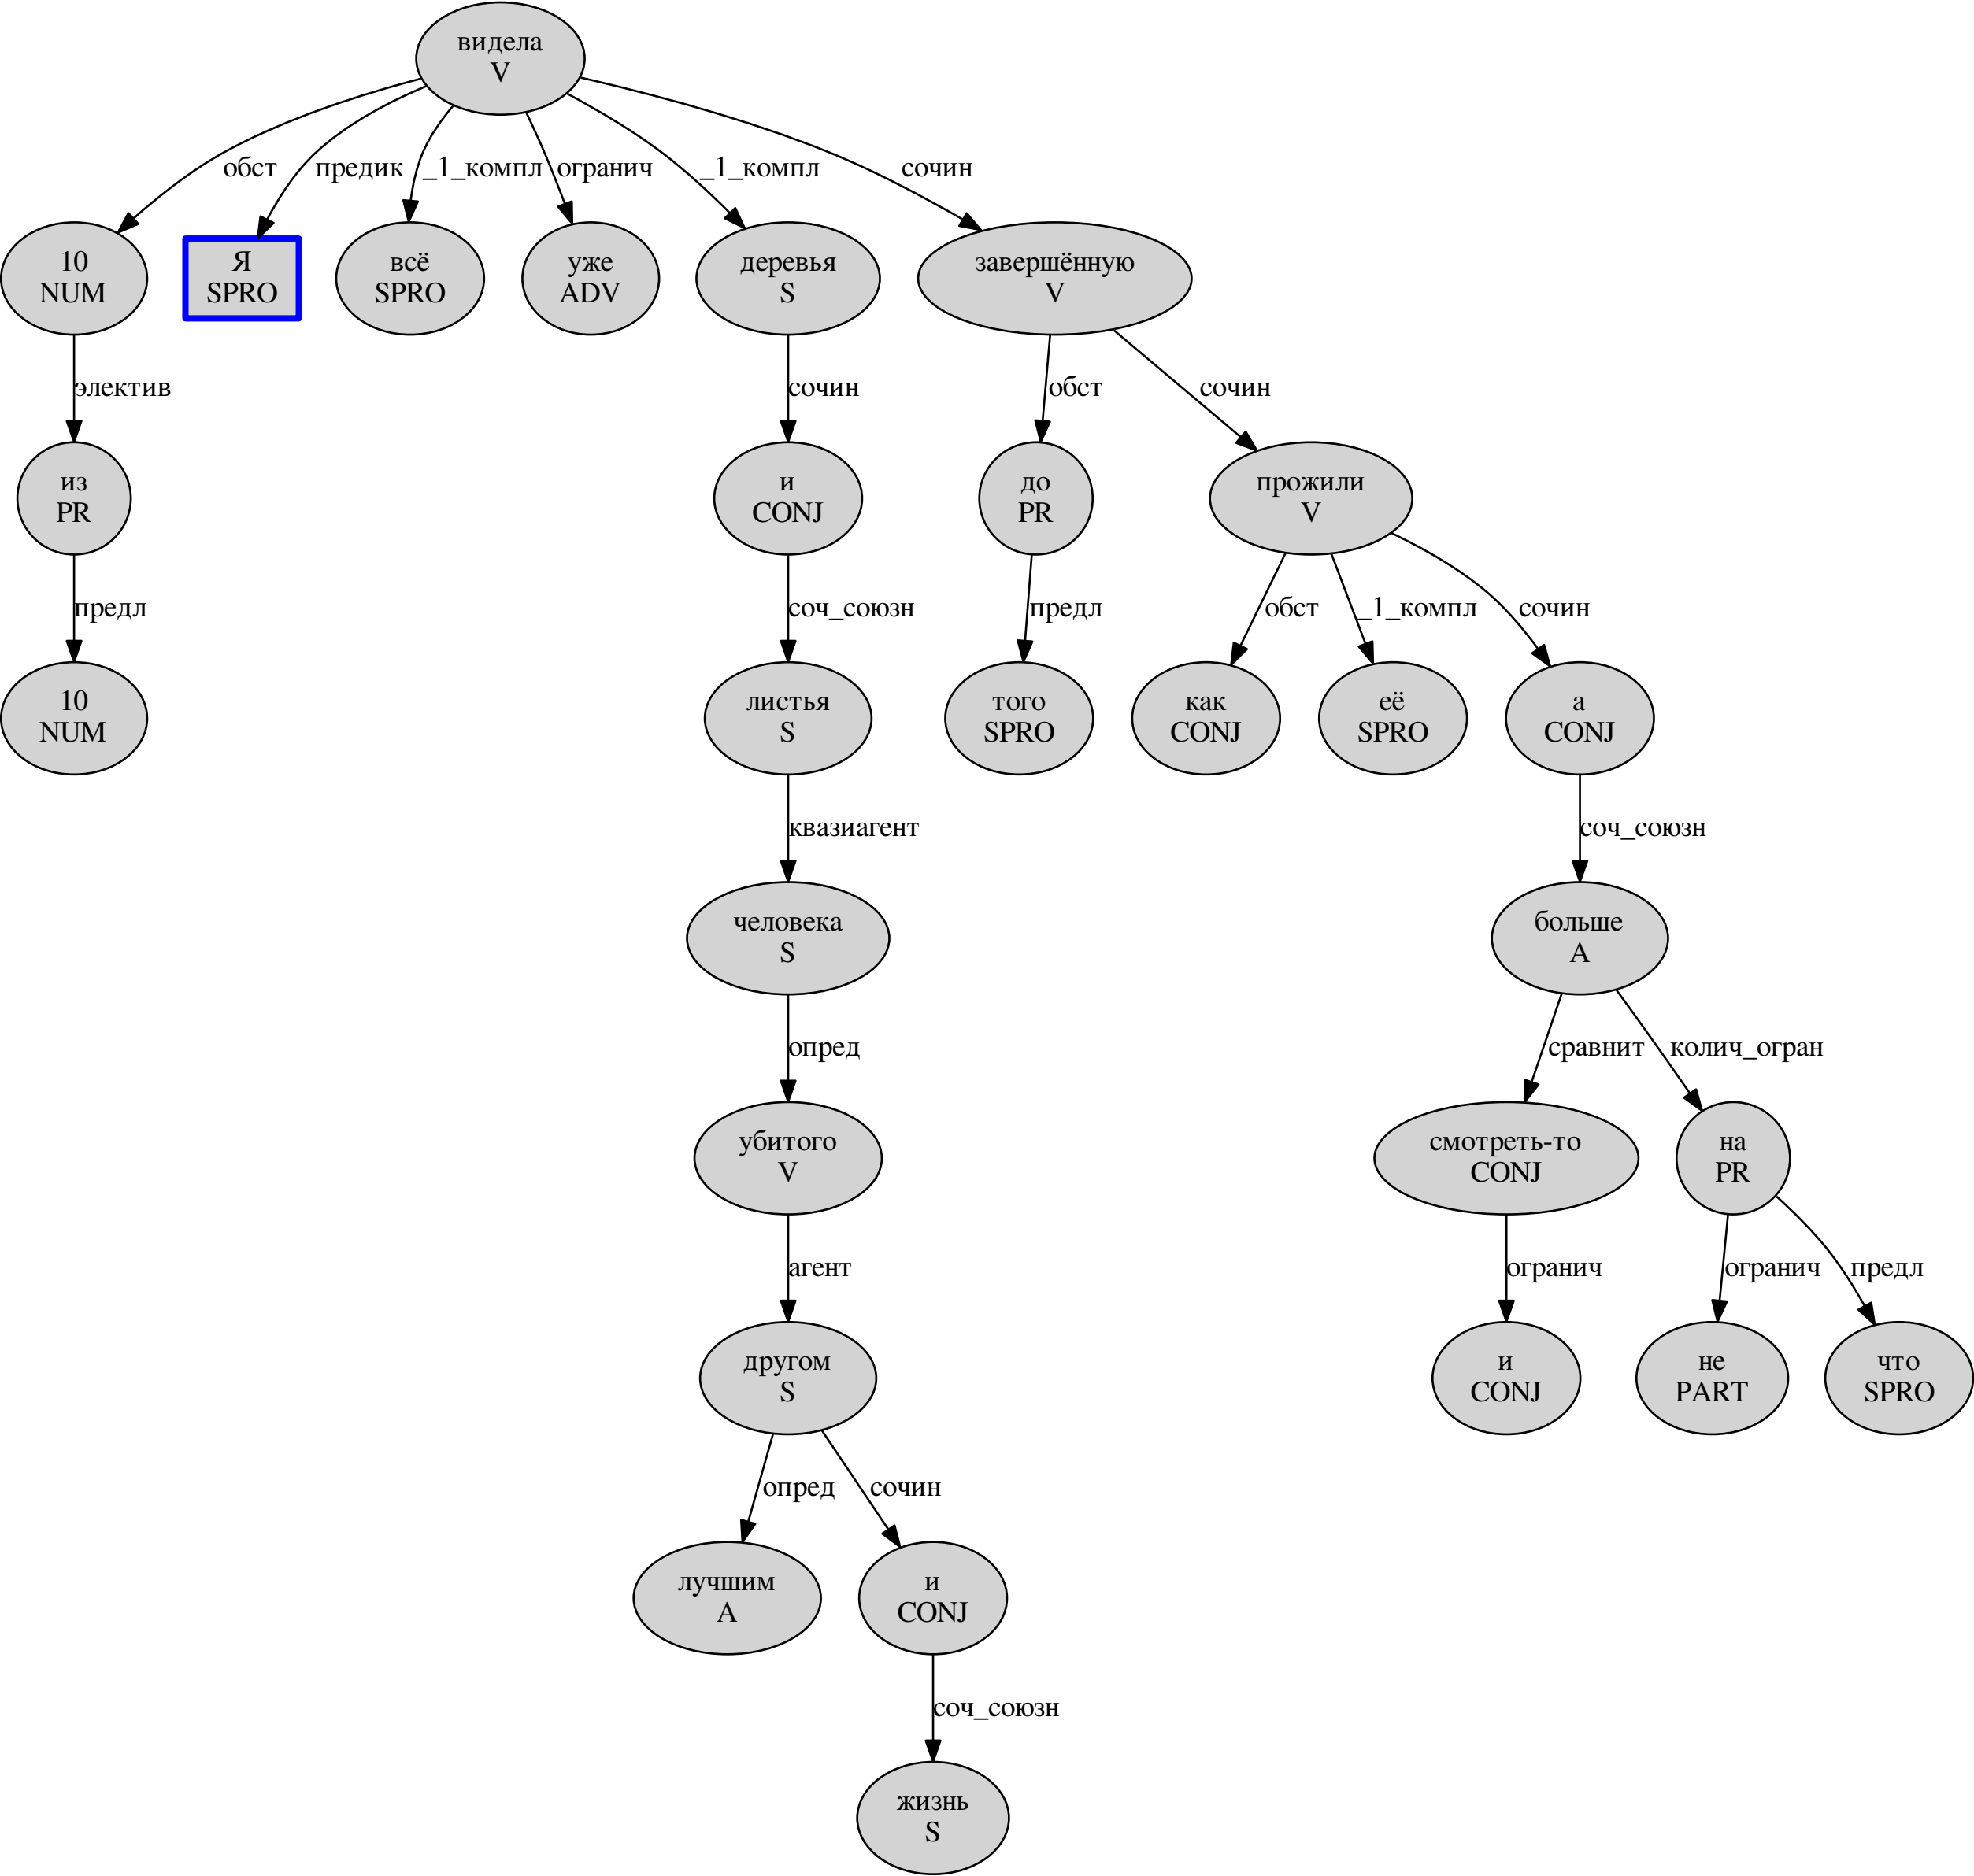 видела
V
обст
предик
_1_компл
огранич
_1_компл
сочин
10
NUM
Я
SPRO
всё
SPRO
уже
ADV
деревья
S
завершённую
V
электив
сочин
обст
сочин
из
PR
и
CONJ
до
PR
прожили
V
предл
соч_союзн
предл
обст
_1_компл
сочин
10
NUM
листья
S
того
SPRO
как
CONJ
её
SPRO
а
CONJ
квазиагент
соч_союзн
человека
S
больше
A
опред
сравнит
колич_огран
убитого
V
смотреть-то
CONJ
на
PR
агент
огранич
огранич
предл
другом
S
и
CONJ
не
PART
что
SPRO
опред
сочин
лучшим
A
и
CONJ
соч_союзн
жизнь
S